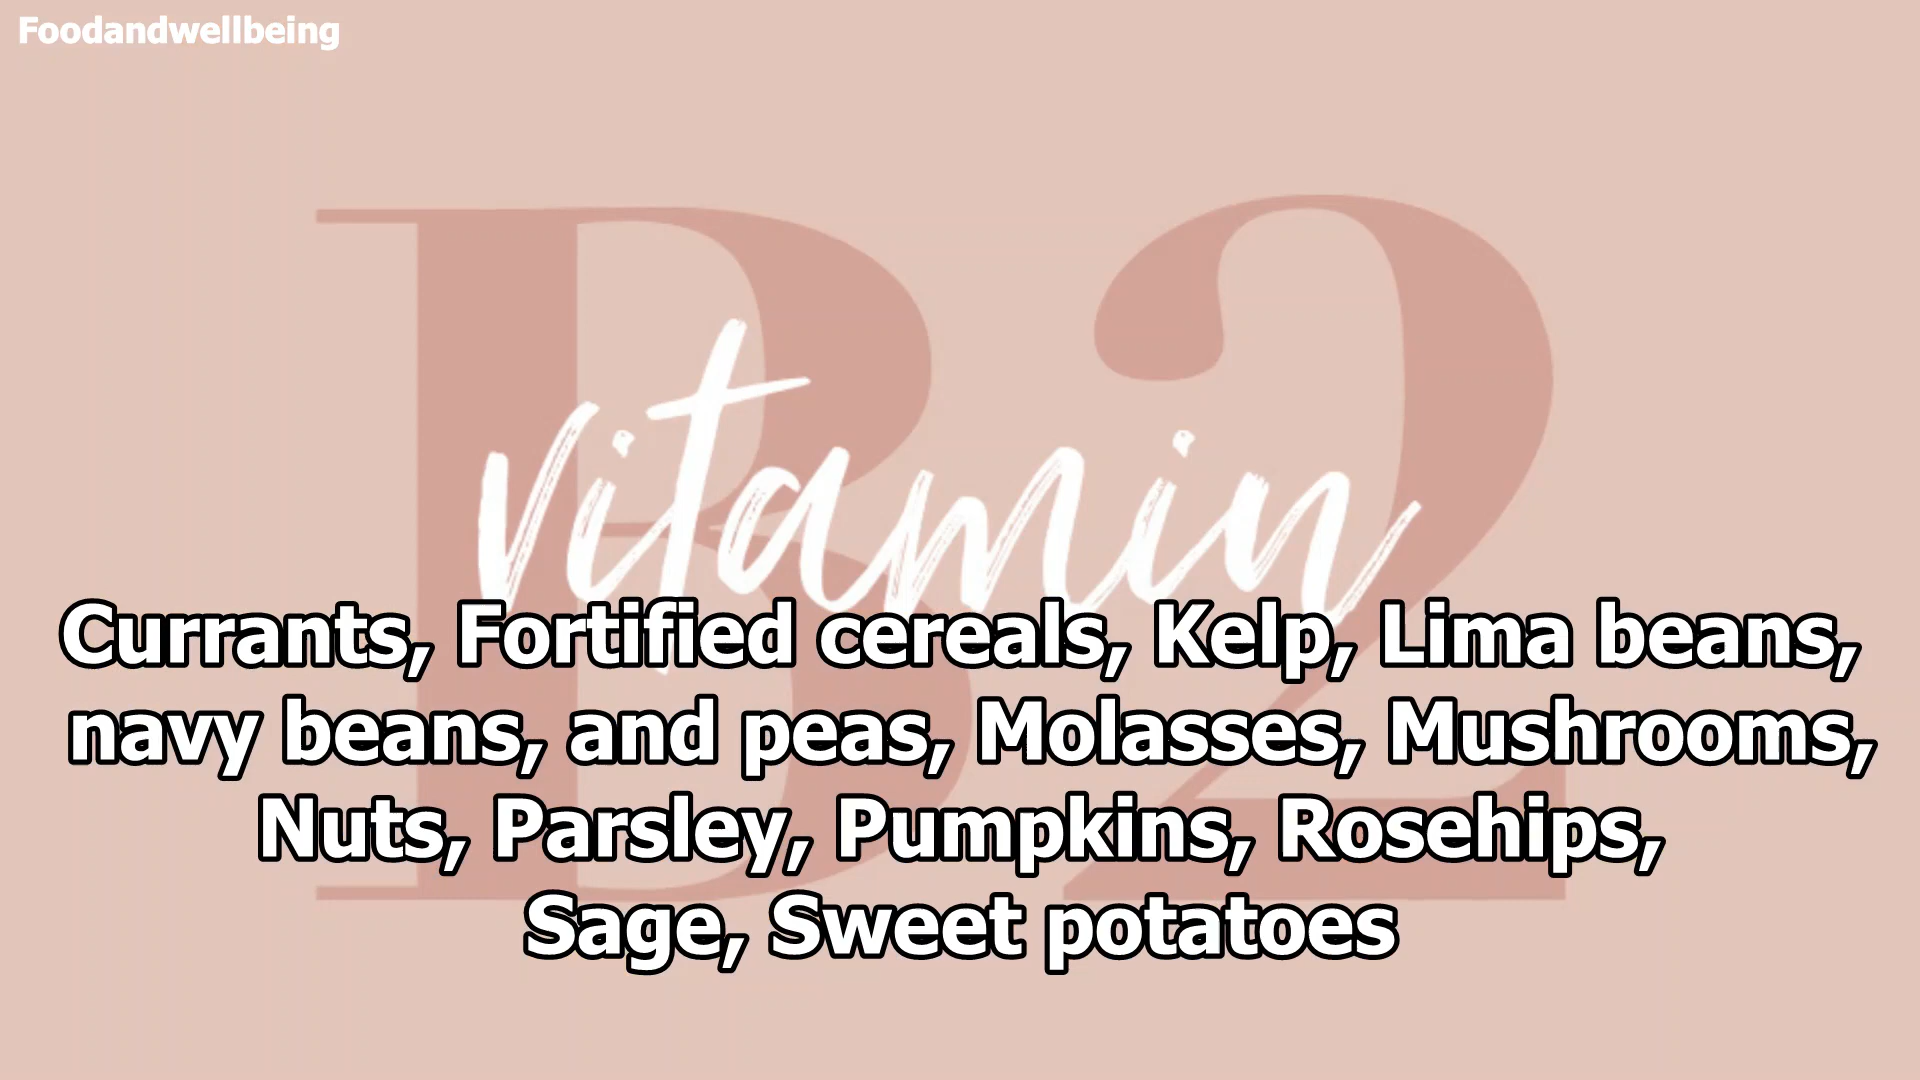 Foodandwellbeing
B2
vitamin
Currants, Fortified cereals, Kelp, Lima beans,
navy beans, and peas, Molasses, Mushrooms,
Nuts, Parsley, Pumpkins, Rosehips,
Sage, Sweet potatoes